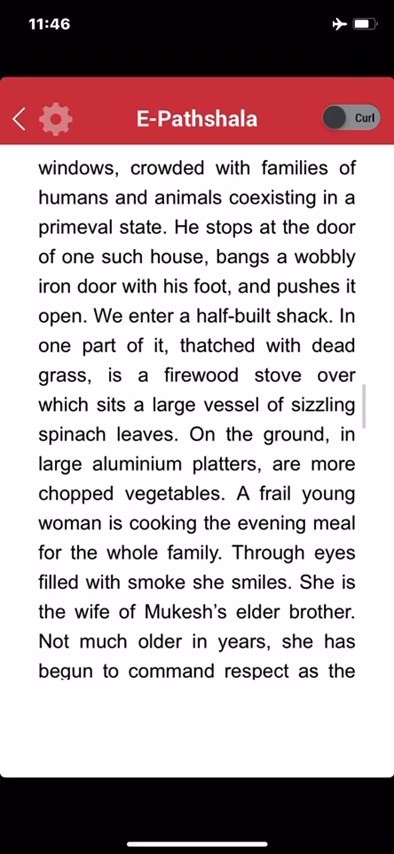 11:46
E-Pathshala
Curl
windows, crowded with families of
humans and animals coexisting in a
primeval state. He stops at the door
of one such house, bangs a wobbly
iron door with his foot, and pushes it
open. We enter a half-built shack. In
one part of it, thatched with dead
grass, is a firewood stove over
which sits a large vessel of sizzling
spinach leaves. On the ground, in
large aluminium platters, are more
chopped vegetables. A frail young
woman is cooking the evening meal
for the whole family. Through eyes
filled with smoke she smiles. She is
the wife of Mukesh’s elder brother.
Not much older in years, she has
begun to command respect as the